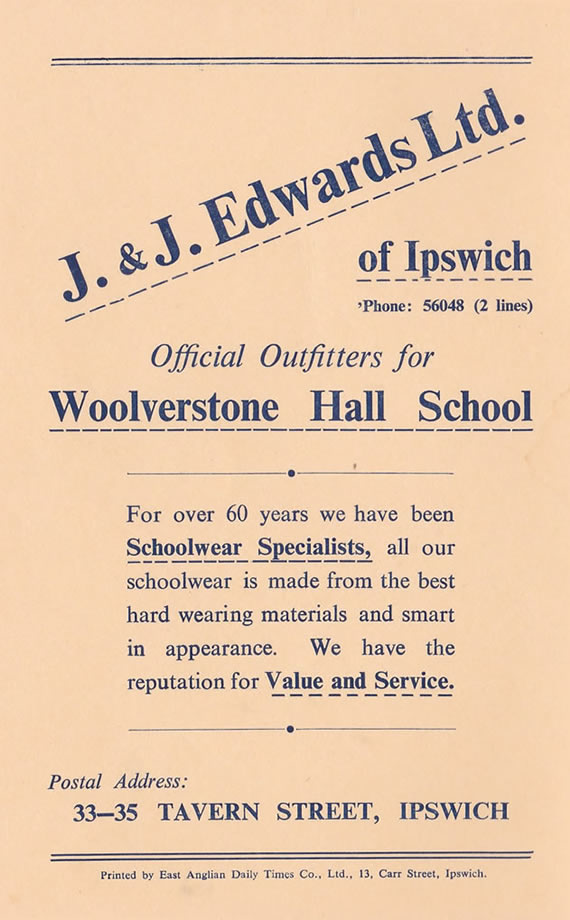 J. & J. Edwards Ltd.
of Ipswich
'Phone: 56048 (2 lines)
Official Outfitters for
Woolverstone Hall School
For over 60 years we have been
Schoolwear Specialists, all our
schoolwear is made from the best
hard wearing materials and smart
in appearance. We have the
reputation for Value and Service.
Postal Address:
33—35 TAVERN STREET, IPSWICH
Printed by East Anglian Daily Times Co., Ltd., 13, Carr Street, Ipswich.